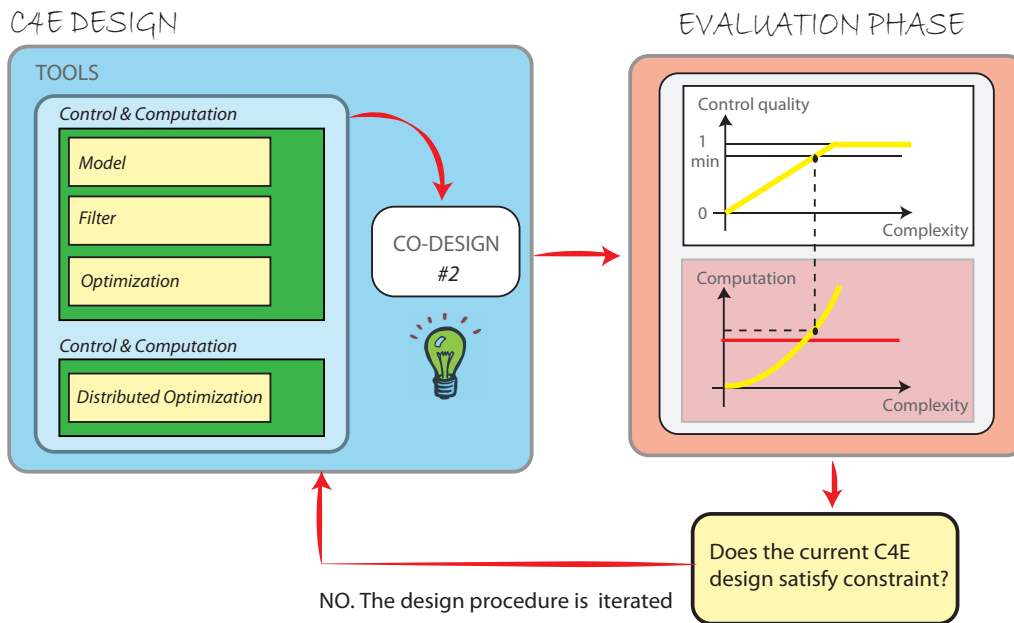 C4E DESIGN
TOOLS
Control & Computation
Model
Filter
Optimization
Control & Computation
Distributed Optimization
CO-DESIGN
#2
EVALUATION PHASE
Control quality
1
min
0
Complexity
Computation
Complexity
Does the current C4E
design satisfy constraint?
NO. The design procedure is iterated